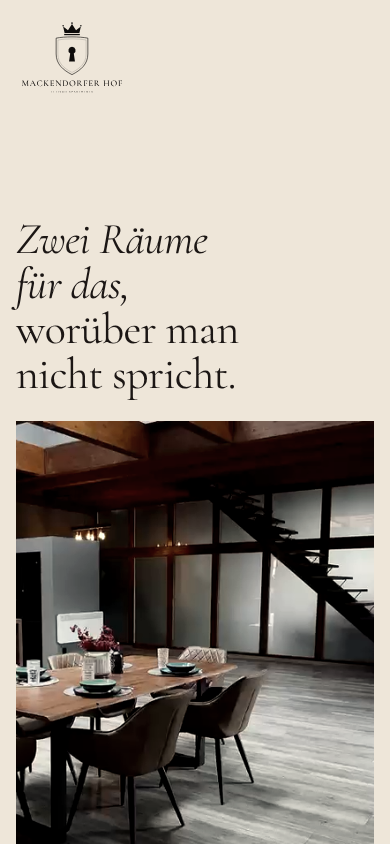 MACKENDORFER HOF
Zwei Räume
für das,
worüber man
nicht spricht.